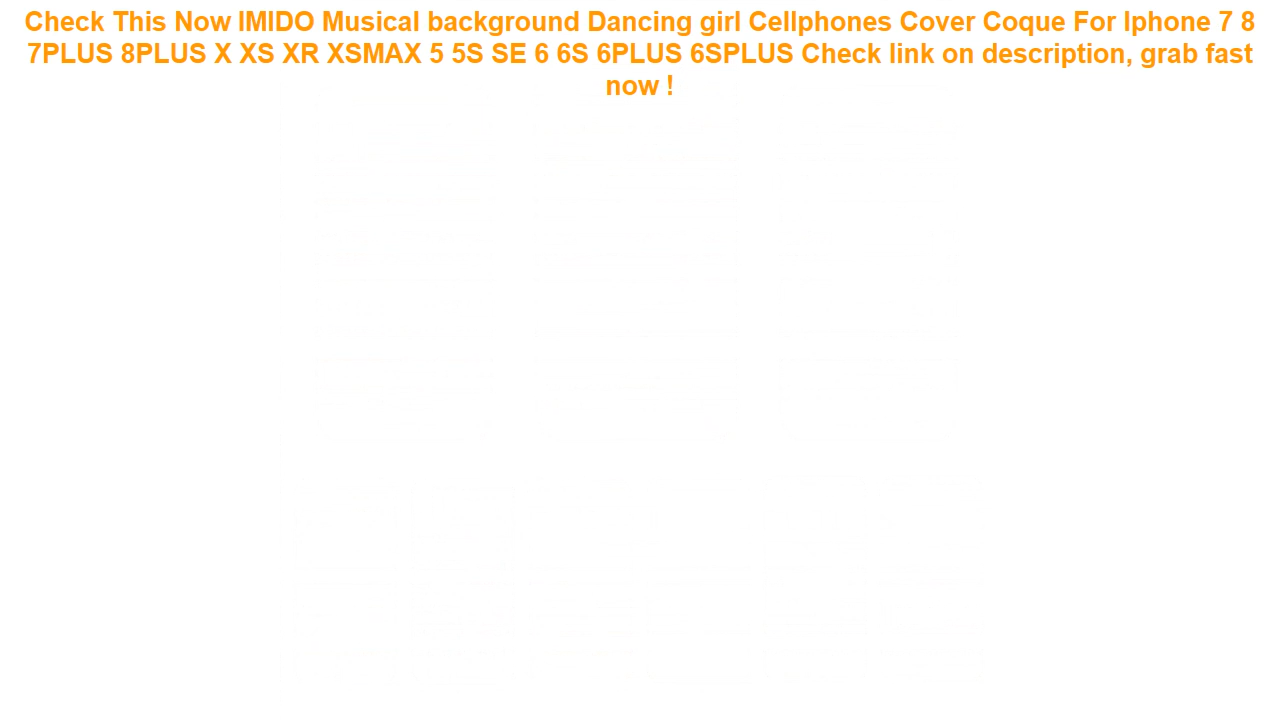 Check This Now IMIDO Musical background Dancing girl Cellphones Cover Coque For Iphone 7 8
7PLUS 8PLUS X XS XR XSMAX 5 5S SE 6 6S 6PLUS 6SPLUS Check link on description, grab fast
now !